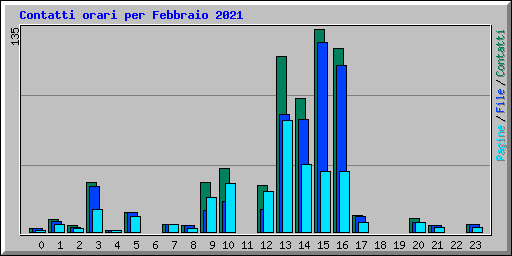 Contatti orari per Febbraio 2021
135
Pagine / File / Contatti
0 1 2 3 4 5 6 7 8 9 10 11 12 13 14 15 16 17 18 19 20 21 22 23